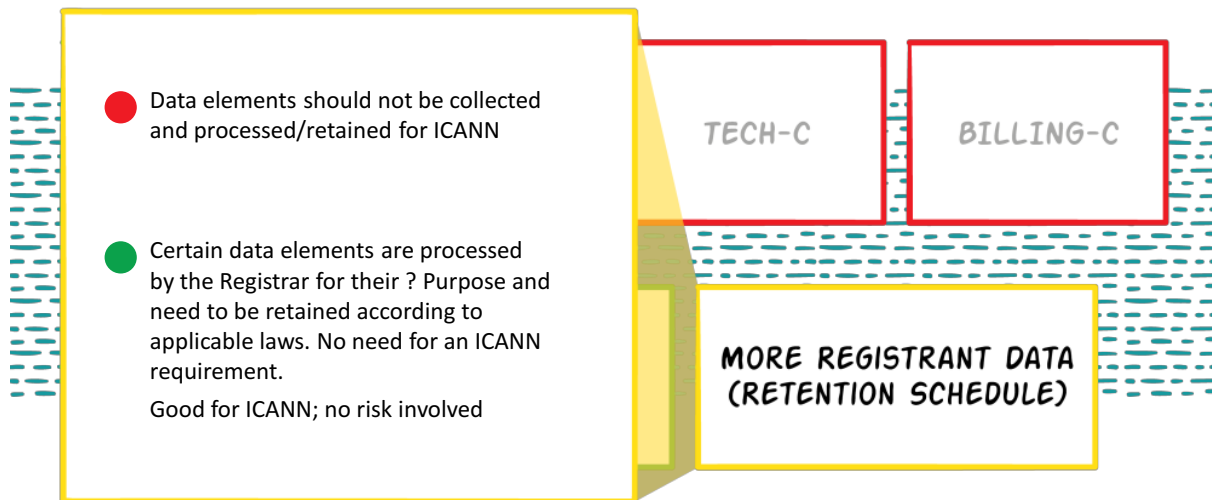 Data elements should not be collected
and processed/retained for ICANN
Certain data elements are processed
by the Registrar for their ? Purpose and
need to be retained according to
applicable laws. No need for an ICANN
requirement.
Good for ICANN; no risk involved
TECH-C
BILLING-C
MORE REGISTRANT DATA
(RETENTION SCHEDULE)